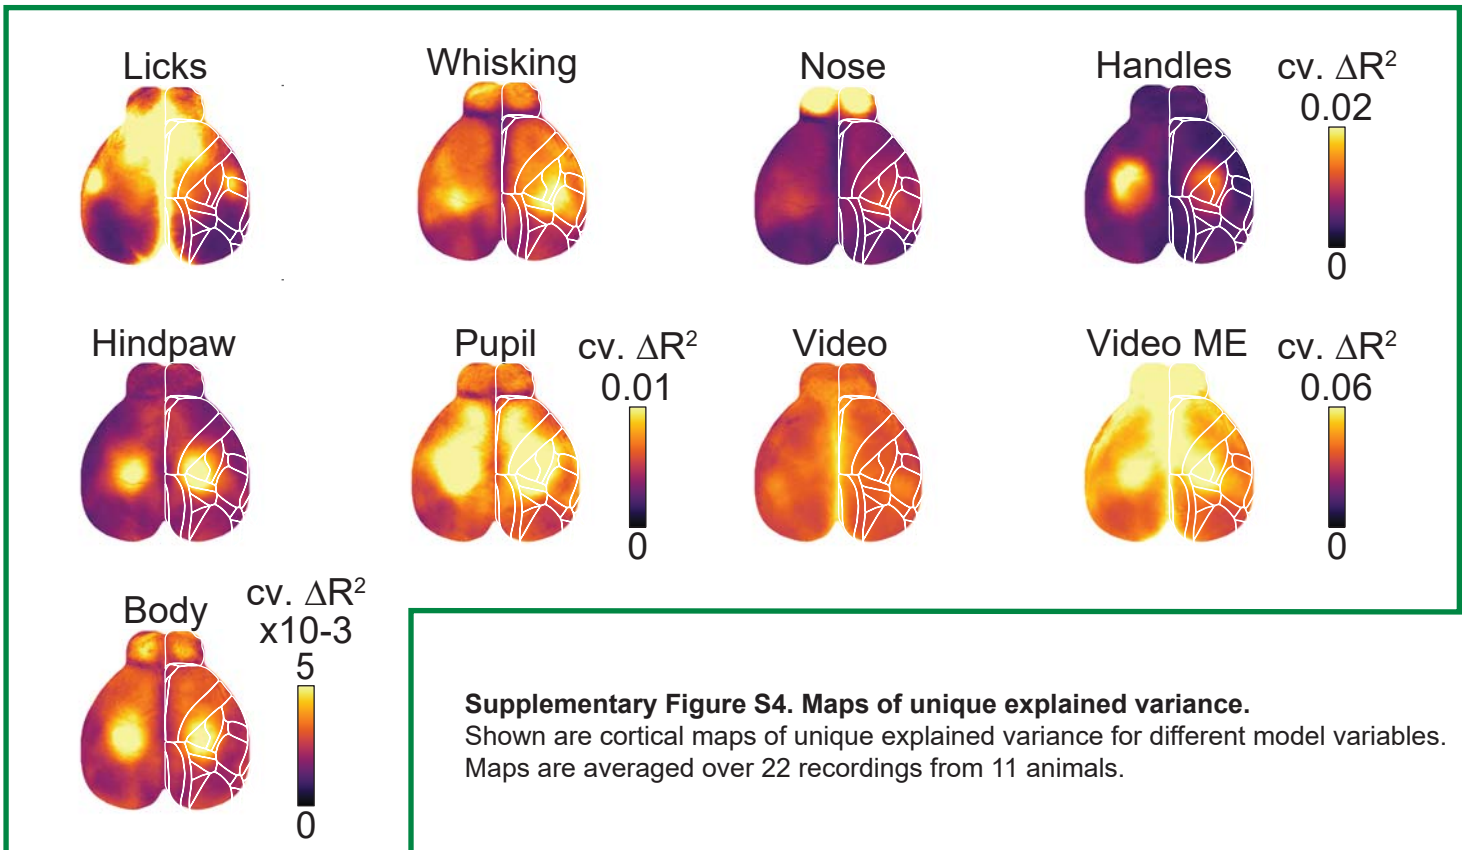 Licks
Whisking
Nose
Handles
cv. ΔR²
0.02
0
Hindpaw
Pupil
cv. ΔR²
0.01
0
Video
Video ME
cv. ΔR²
0.06
0
Body
cv. ΔR²
x10-3
5
0
Supplementary Figure S4. Maps of unique explained variance.
Shown are cortical maps of unique explained variance for different model variables.
Maps are averaged over 22 recordings from 11 animals.